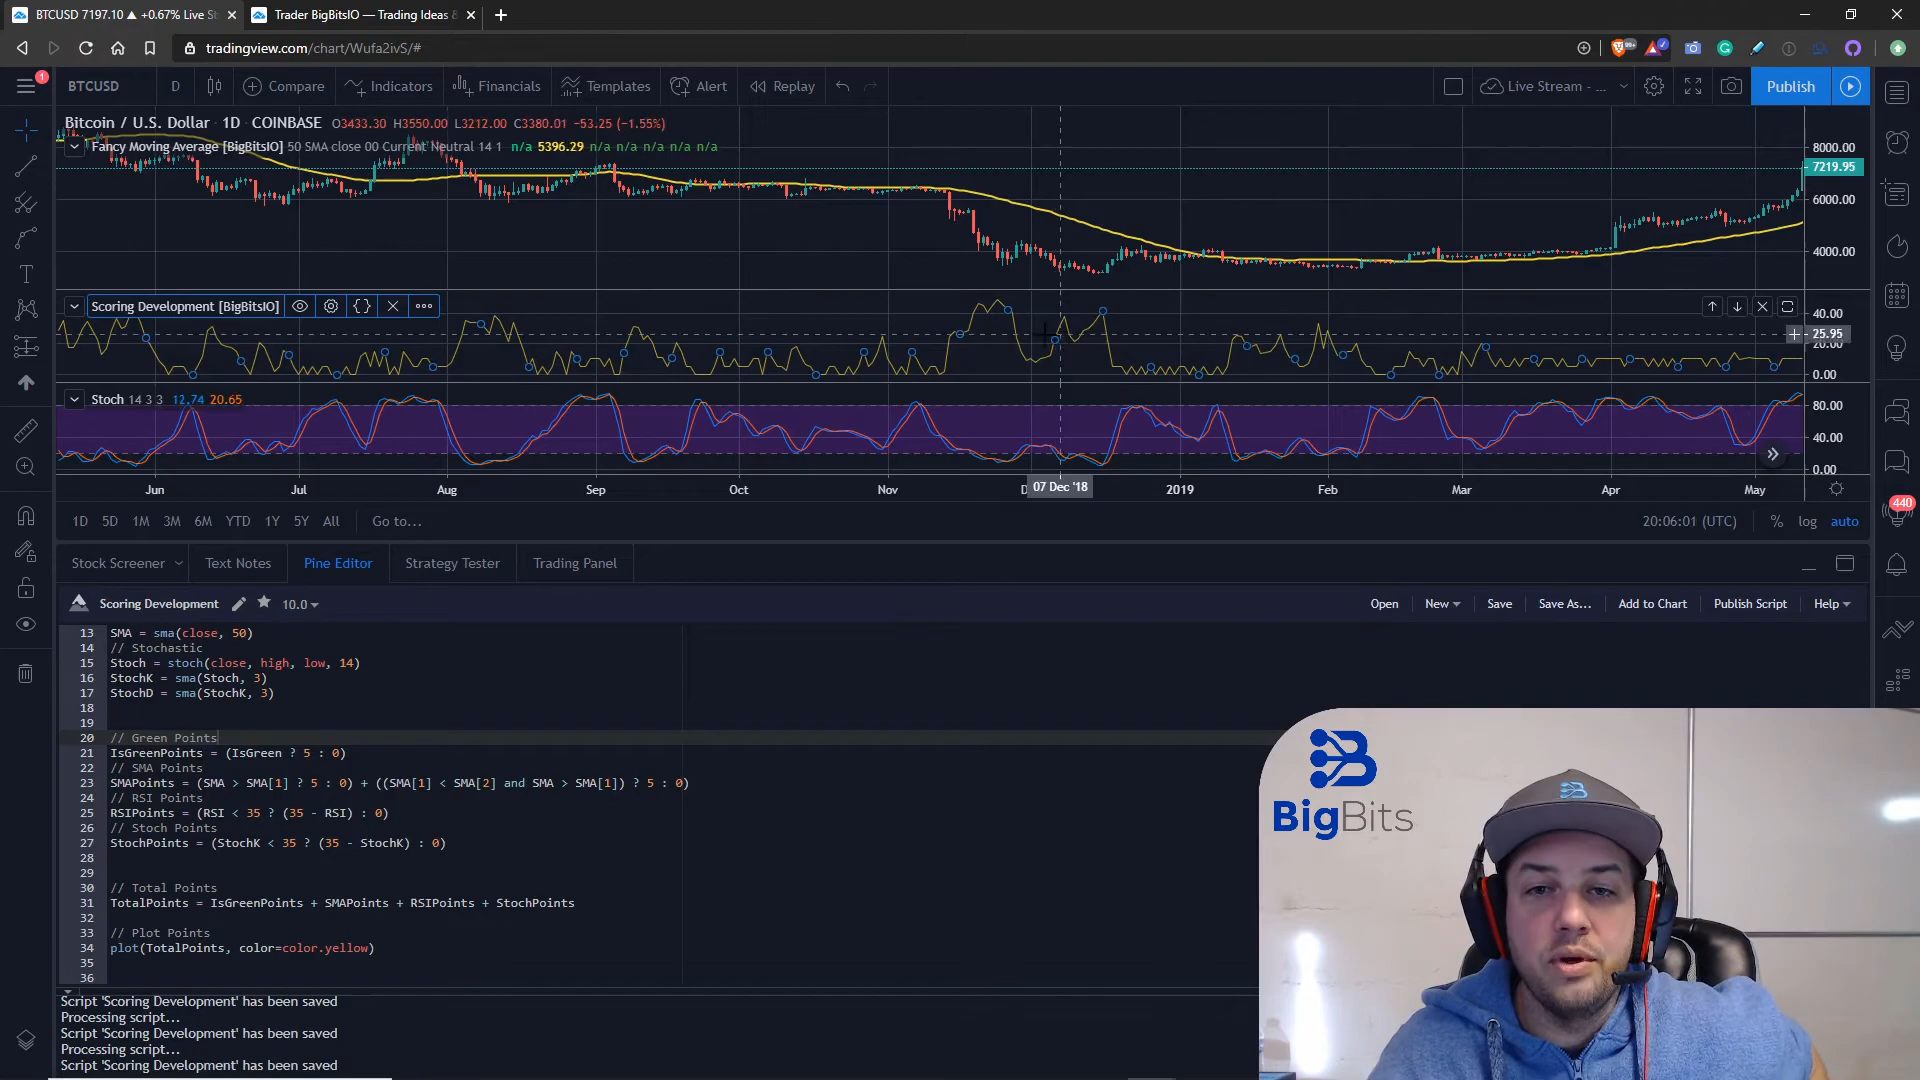 BTCUSD 7197.10 ▲ +0.67% Live St
Trader BigBitsIO — Trading Ideas &
tradingview.com/chart/Wufa2ivS/#
99+
1
BTCUSD
D
Compare
Indicators
Financials
Templates
Alert
Replay
Live Stream - ...
Publish
Bitcoin / U.S. Dollar · 1D · COINBASE O3433.30 H3550.00 L3212.00 C3380.01 -53.25 (-1.55%)
Fancy Moving Average [BigBitsIO] 50 SMA close 00 Current Neutral 14 1 n/a 5396.29 n/a n/a n/a n/a n/a
8000.00
7219.95
6000.00
4000.00
Scoring Development [BigBitsIO]
40.00
25.95
20.00
0.00
Stoch 14 3 3 12.74 20.65
80.00
40.00
0.00
Jun
Jul
Aug
Sep
Oct
Nov
D
07 Dec '18
2019
Feb
Mar
Apr
May
1D 5D 1M 3M 6M YTD 1Y 5Y All Go to...
20:06:01 (UTC) % log auto
440
Stock Screener
Text Notes
Pine Editor
Strategy Tester
Trading Panel
Scoring Development
10.0
Open
New
Save
Save As...
Add to Chart
Publish Script
Help
13 SMA = sma(close, 50)
14 // Stochastic
15 Stoch = stoch(close, high, low, 14)
16 StochK = sma(Stoch, 3)
17 StochD = sma(StochK, 3)
18
19
20 // Green Points
21 IsGreenPoints = (IsGreen ? 5 : 0)
22 // SMA Points
23 SMAPoints = (SMA > SMA[1] ? 5 : 0) + ((SMA[1] < SMA[2] and SMA > SMA[1]) ? 5 : 0)
24 // RSI Points
25 RSIPoints = (RSI < 35 ? (35 - RSI) : 0)
26 // Stoch Points
27 StochPoints = (StochK < 35 ? (35 - StochK) : 0)
28
29
30 // Total Points
31 TotalPoints = IsGreenPoints + SMAPoints + RSIPoints + StochPoints
32
33 // Plot Points
34 plot(TotalPoints, color=color.yellow)
35
36
Script 'Scoring Development' has been saved
Processing script...
Script 'Scoring Development' has been saved
Processing script...
Script 'Scoring Development' has been saved
BigBits